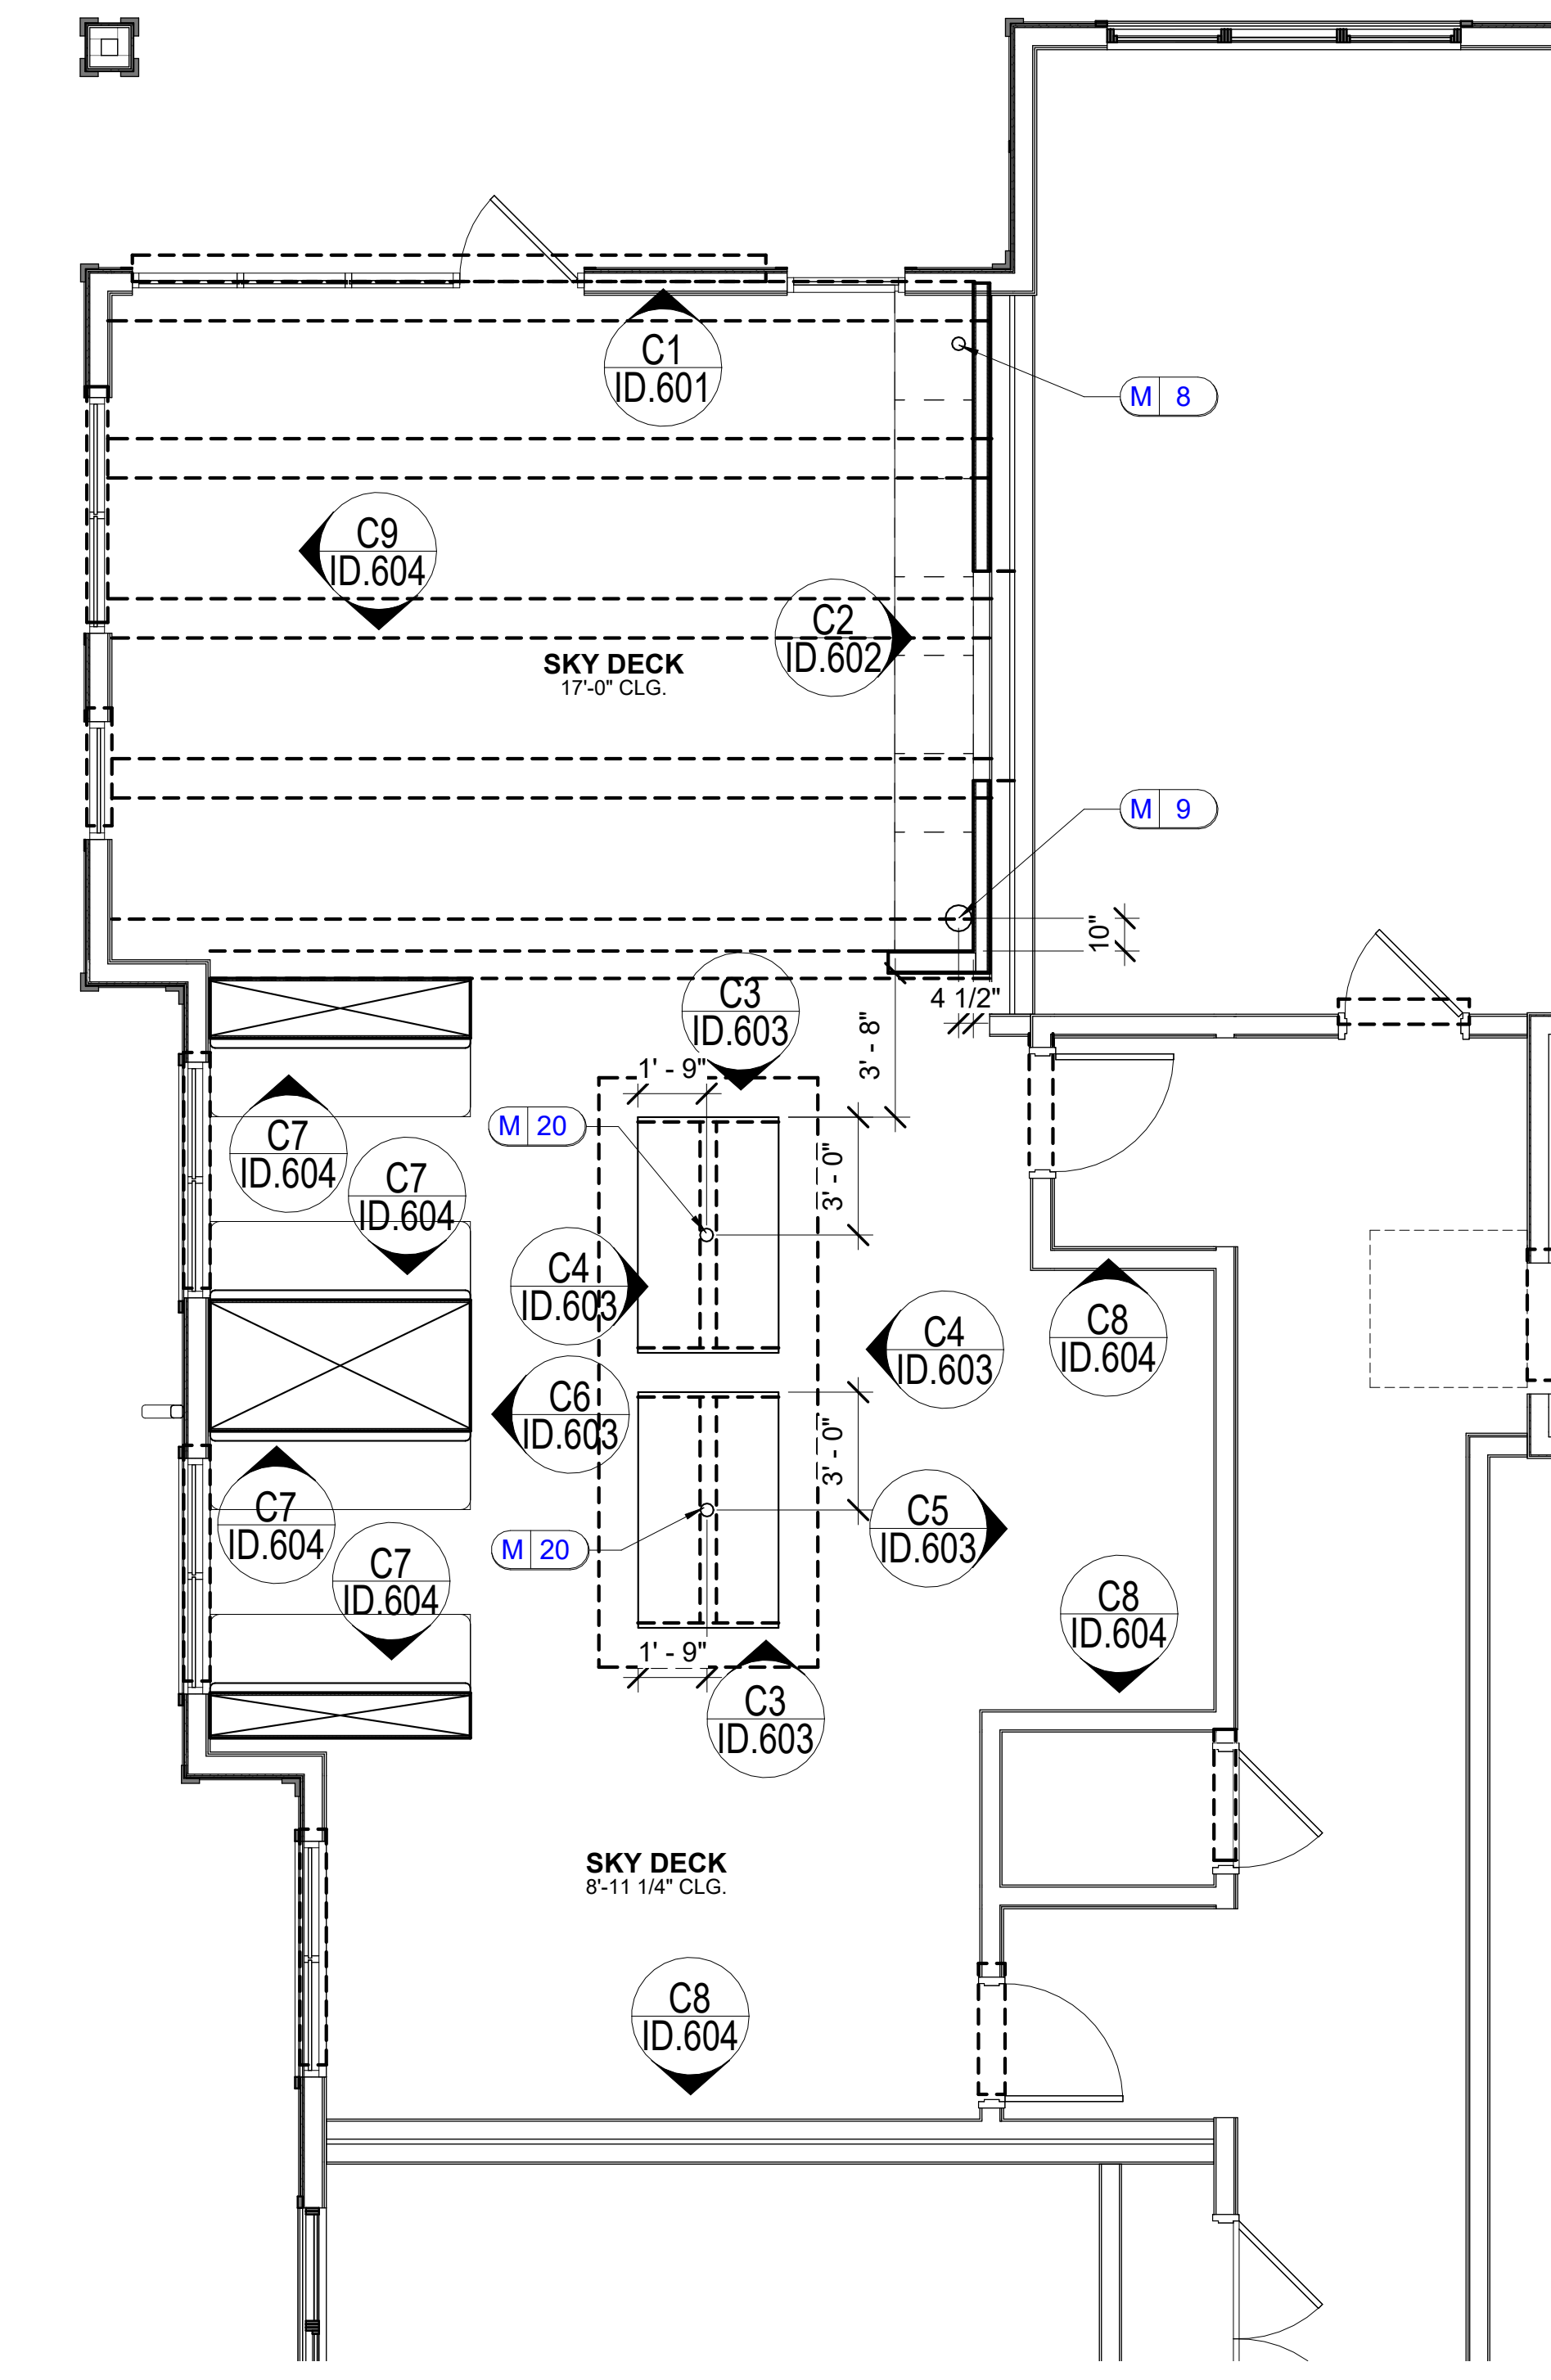 C1
ID.601
M 8
C9
ID.604
C2
ID.602
SKY DECK
17'-0" CLG.
M 9
10"
4 1/2"
C3
ID.603
3' - 8"
1' - 9"
M 20
C7
ID.604
C7
ID.604
3' - 0"
C4
ID.603
C4
ID.603
C8
ID.604
C6
ID.603
3' - 0"
C7
ID.604
C5
ID.603
M 20
C7
ID.604
C8
ID.604
1' - 9"
C3
ID.603
SKY DECK
8'-11 1/4" CLG.
C8
ID.604